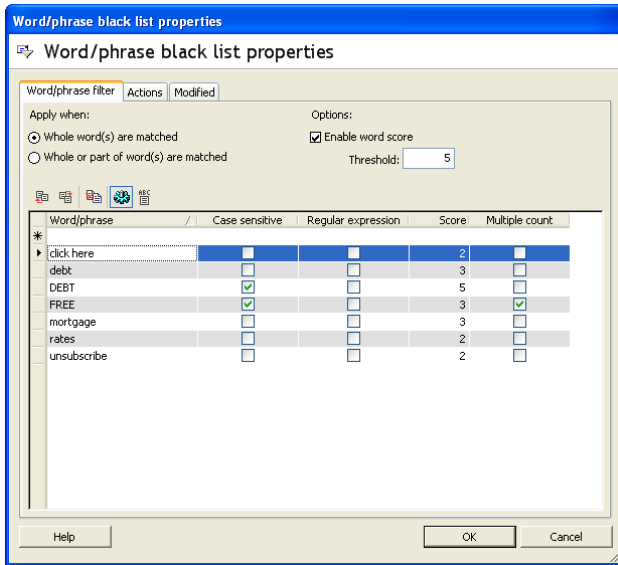 Word/phrase black list properties
Word/phrase black list properties
Word/phrase filter Actions Modified
Apply when: Options:
Whole word(s) are matched Enable word score
Whole or part of word(s) are matched Threshold: 5
ABC
Word/phrase Case sensitive Regular expression Score Multiple count
click here 2
debt 3
DEBT 5
FREE 3
mortgage 3
rates 2
unsubscribe 2
Help OK Cancel